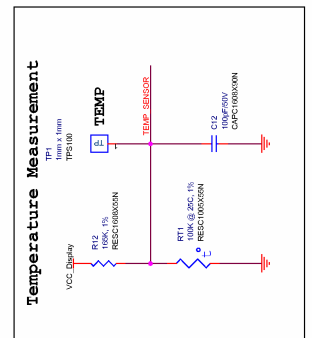 Temperature Measurement
TP1
1mm x 1mm
TPS100
TP
TEMP
1
TEMP_SENSOR
C12
100pF/50V
CAPC1608X90N
VCC_Display
R12
165K, 1%
RESC1608X55N
RT1
100K @ 25C, 1%
RESC1005X55N
t